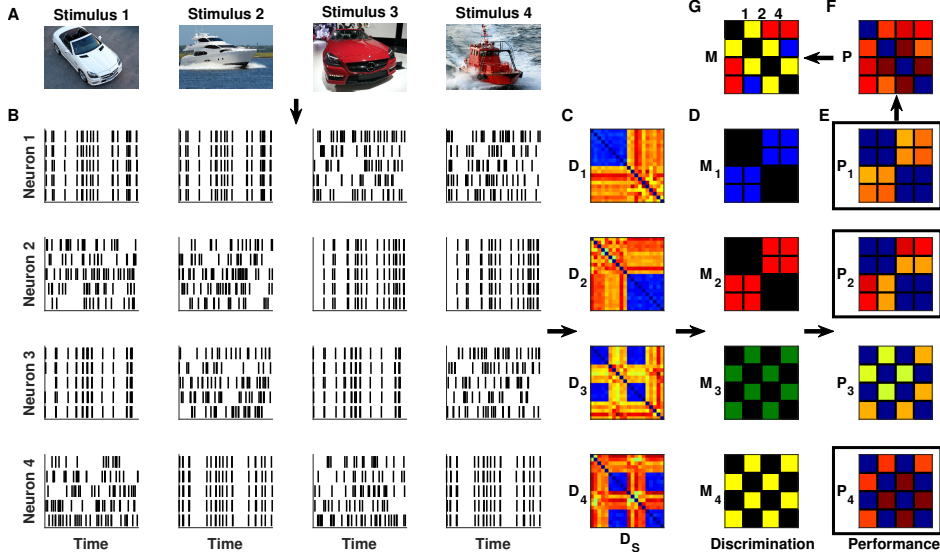 A
Stimulus 1
Stimulus 2
Stimulus 3
Stimulus 4
G
1 2 4
M
F
P
B
Neuron 1
C
D1
D
M1
E
P1
Neuron 2
D2
M2
P2
Neuron 3
D3
M3
P3
Neuron 4
D4
M4
P4
Time
Time
Time
Time
DS
Discrimination
Performance